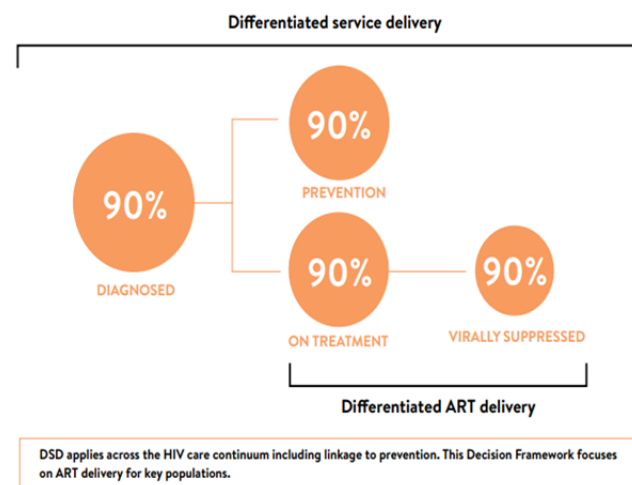 Differentiated service delivery
90%
PREVENTION
90%
DIAGNOSED
90%
ON TREATMENT
90%
VIRALLY SUPPRESSED
Differentiated ART delivery
DSD applies across the HIV care continuum including linkage to prevention. This Decision Framework focuses
on ART delivery for key populations.